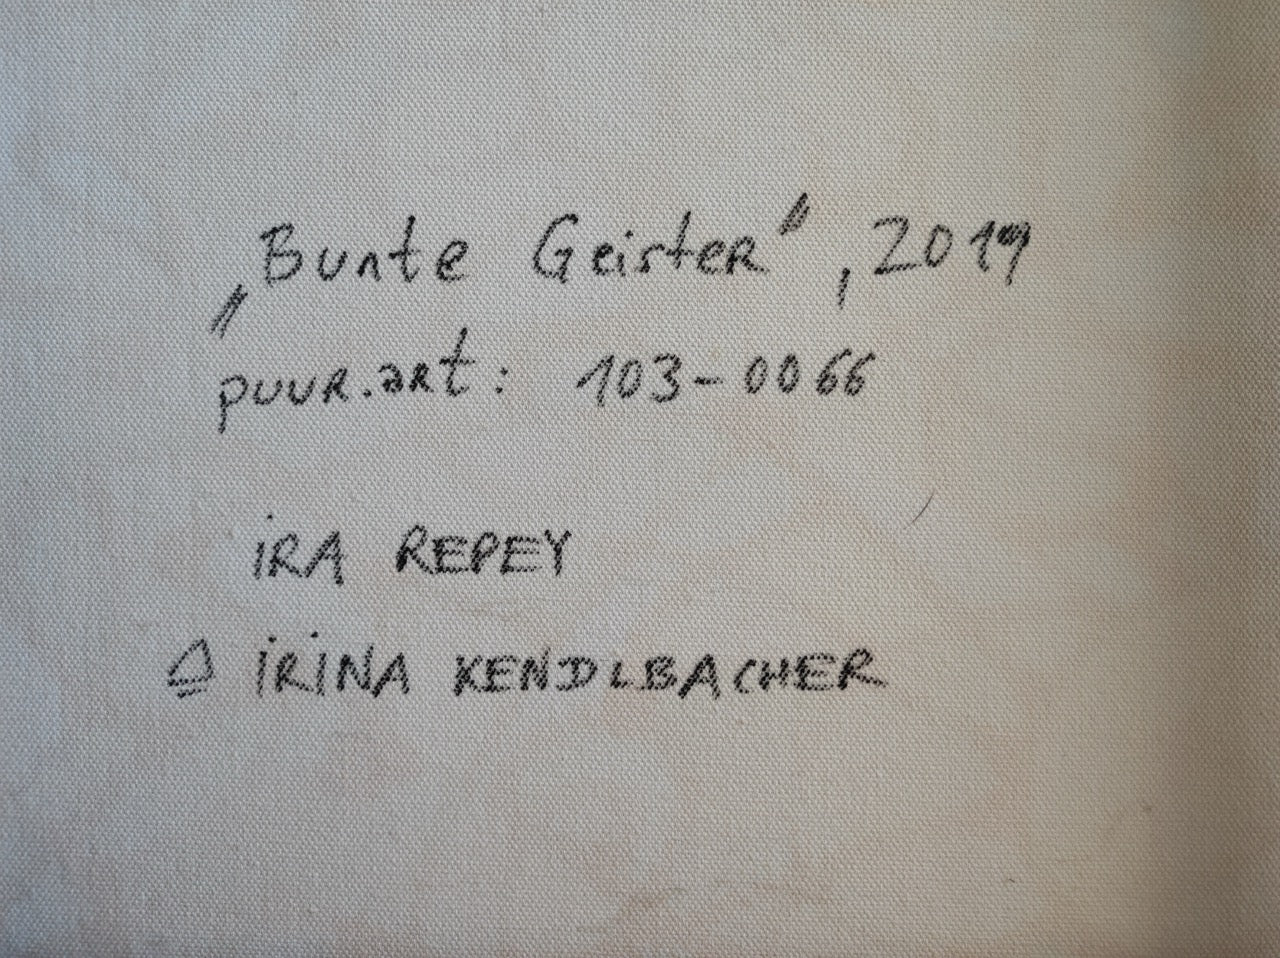 „Bunte Geister", 2019
puur.art: 103-0066
iRA REPEY
≙ iRiNA KENDLBACHER